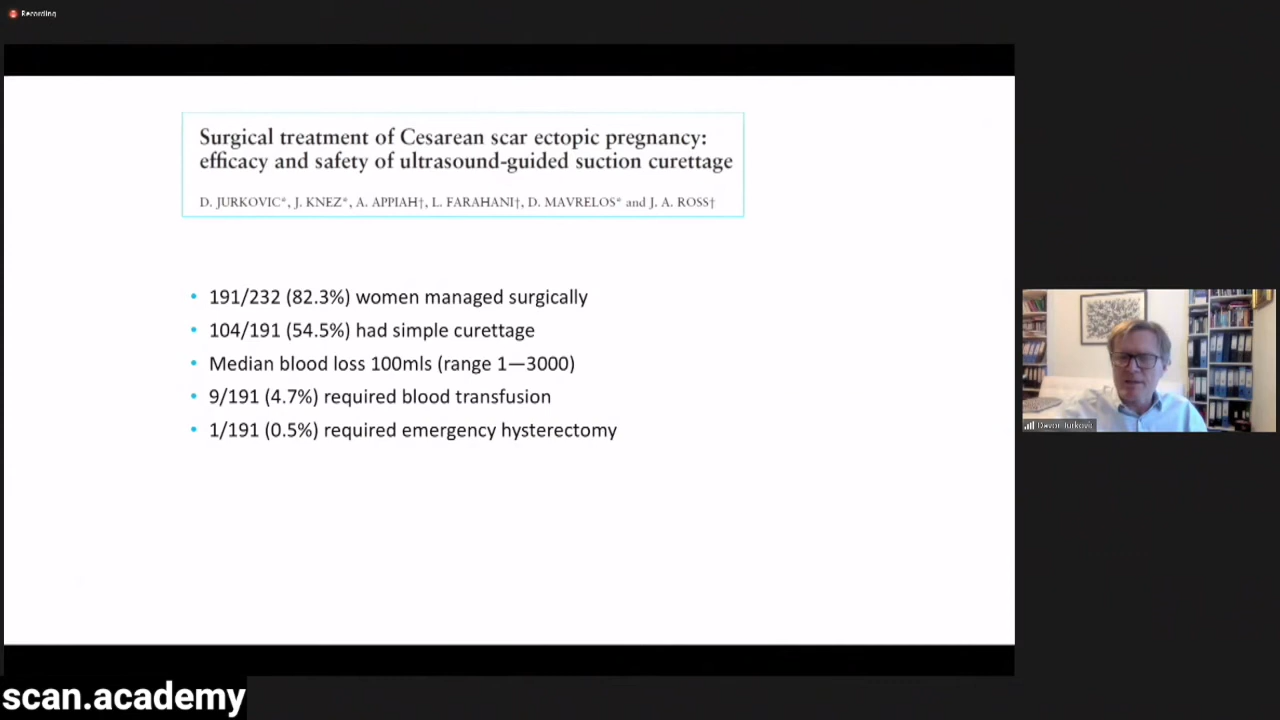 Recording
Surgical treatment of Cesarean scar ectopic pregnancy:
efficacy and safety of ultrasound-guided suction curettage
D. JURKOVIC*, J. KNEZ*, A. APPIAH†, L. FARAHANI†, D. MAVRELOS* and J. A. ROSS†
• 191/232 (82.3%) women managed surgically
• 104/191 (54.5%) had simple curettage
• Median blood loss 100mls (range 1—3000)
• 9/191 (4.7%) required blood transfusion
• 1/191 (0.5%) required emergency hysterectomy
Davor Jurkovic
scan.academy